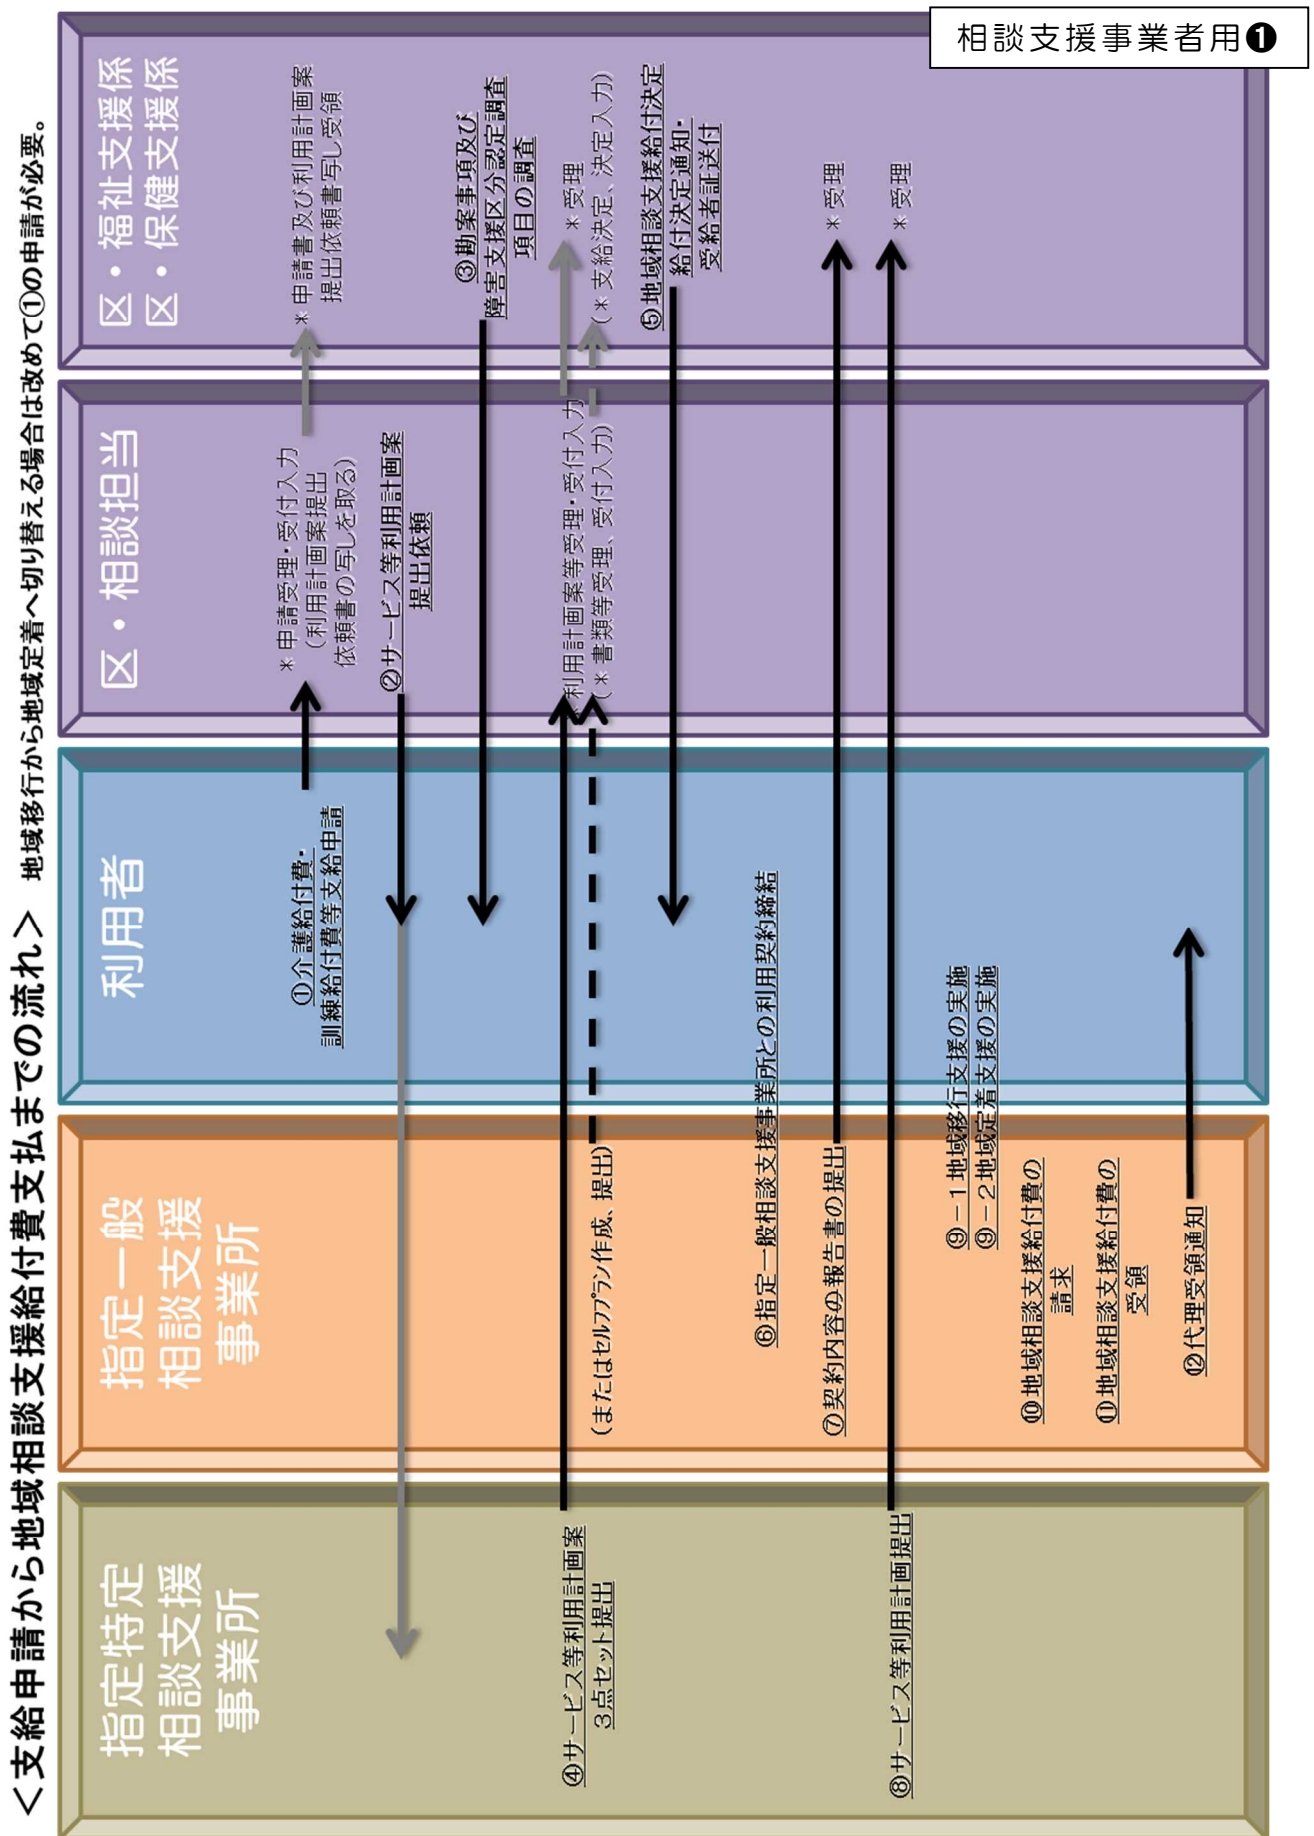 相談支援事業者用❶
＜支給申請から地域相談支援給付費支払までの流れ＞ 地域移行から地域定着へ切り替える場合は改めて①の申請が必要。
指定特定
相談支援
事業所
指定一般
相談支援
事業所
利用者
区・相談担当
区・福祉支援係
区・保健支援係
①介護給付費・
訓練給付費等支給申請
＊申請受理・受付入力
（利用計画案提出
依頼書の写しを取る）
＊申請書及び利用計画案
提出依頼書写し受領
②サービス等利用計画案
提出依頼
③勘案事項及び
障害支援区分認定調査
項目の調査
④サービス等利用計画案
3点セット提出
＊利用計画案等受理・受付入力
＊受理
（またはセルフプラン作成、提出）
（＊書類等受理、受付入力）
（＊支給決定、決定入力）
⑤地域相談支援給付決定
給付決定通知・
受給者証送付
⑥指定一般相談支援事業所との利用契約締結
⑦契約内容の報告書の提出
＊受理
⑧サービス等利用計画提出
＊受理
⑨－1地域移行支援の実施
⑨－2地域定着支援の実施
⑩地域相談支援給付費の
請求
⑪地域相談支援給付費の
受領
⑫代理受領通知